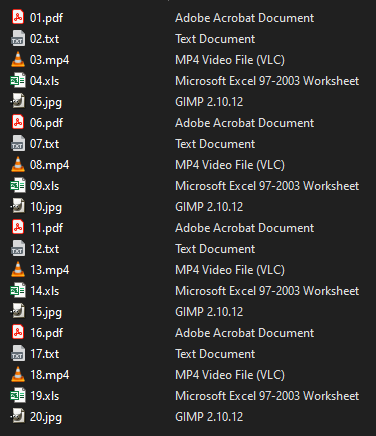 01.pdf Adobe Acrobat Document
02.txt Text Document
03.mp4 MP4 Video File (VLC)
04.xls Microsoft Excel 97-2003 Worksheet
05.jpg GIMP 2.10.12
06.pdf Adobe Acrobat Document
07.txt Text Document
08.mp4 MP4 Video File (VLC)
09.xls Microsoft Excel 97-2003 Worksheet
10.jpg GIMP 2.10.12
11.pdf Adobe Acrobat Document
12.txt Text Document
13.mp4 MP4 Video File (VLC)
14.xls Microsoft Excel 97-2003 Worksheet
15.jpg GIMP 2.10.12
16.pdf Adobe Acrobat Document
17.txt Text Document
18.mp4 MP4 Video File (VLC)
19.xls Microsoft Excel 97-2003 Worksheet
20.jpg GIMP 2.10.12